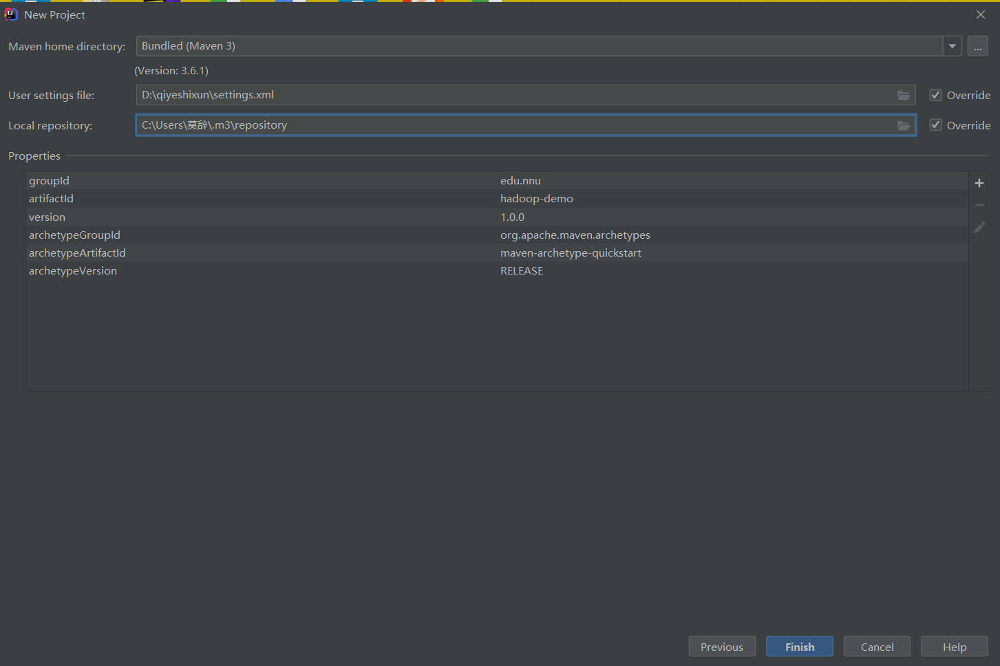 New Project
Maven home directory: Bundled (Maven 3) ...
(Version: 3.6.1)
User settings file: D:\qiyeshixun\settings.xml Override
Local repository: C:\Users\莫辞\.m3\repository Override
Properties
groupId edu.nnu
artifactId hadoop-demo
version 1.0.0
archetypeGroupId org.apache.maven.archetypes
archetypeArtifactId maven-archetype-quickstart
archetypeVersion RELEASE
Previous Finish Cancel Help